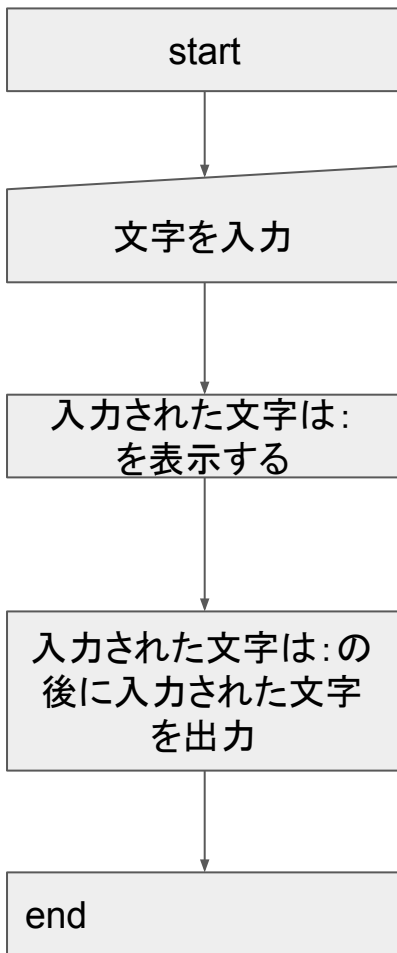 start
文字を入力
入力された文字は：
を表示する
入力された文字は：の
後に入力された文字
を出力
end